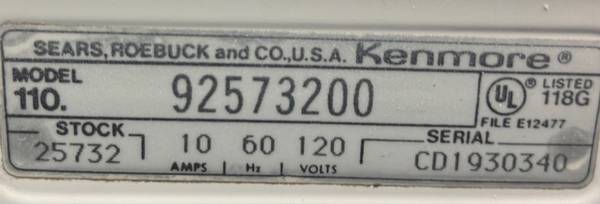 SEARS, ROEBUCK and CO., U.S.A. Kenmore®
MODEL
110. 92573200
UL ® LISTED
118G
FILE E12477
STOCK
25732
10 60 120
AMPS Hz VOLTS
SERIAL
CD1930340